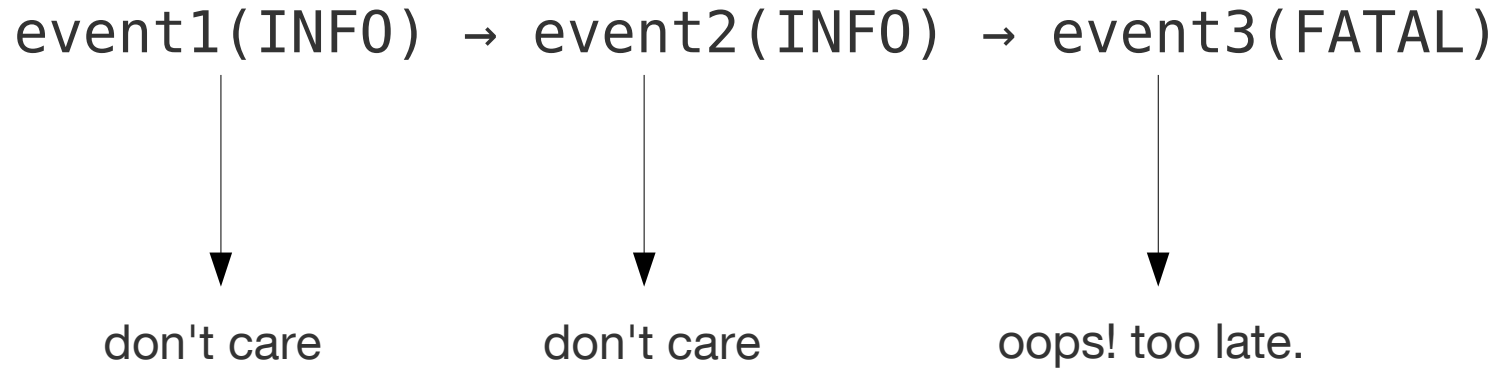 event1(INFO) → event2(INFO) → event3(FATAL)
don't care don't care oops! too late.